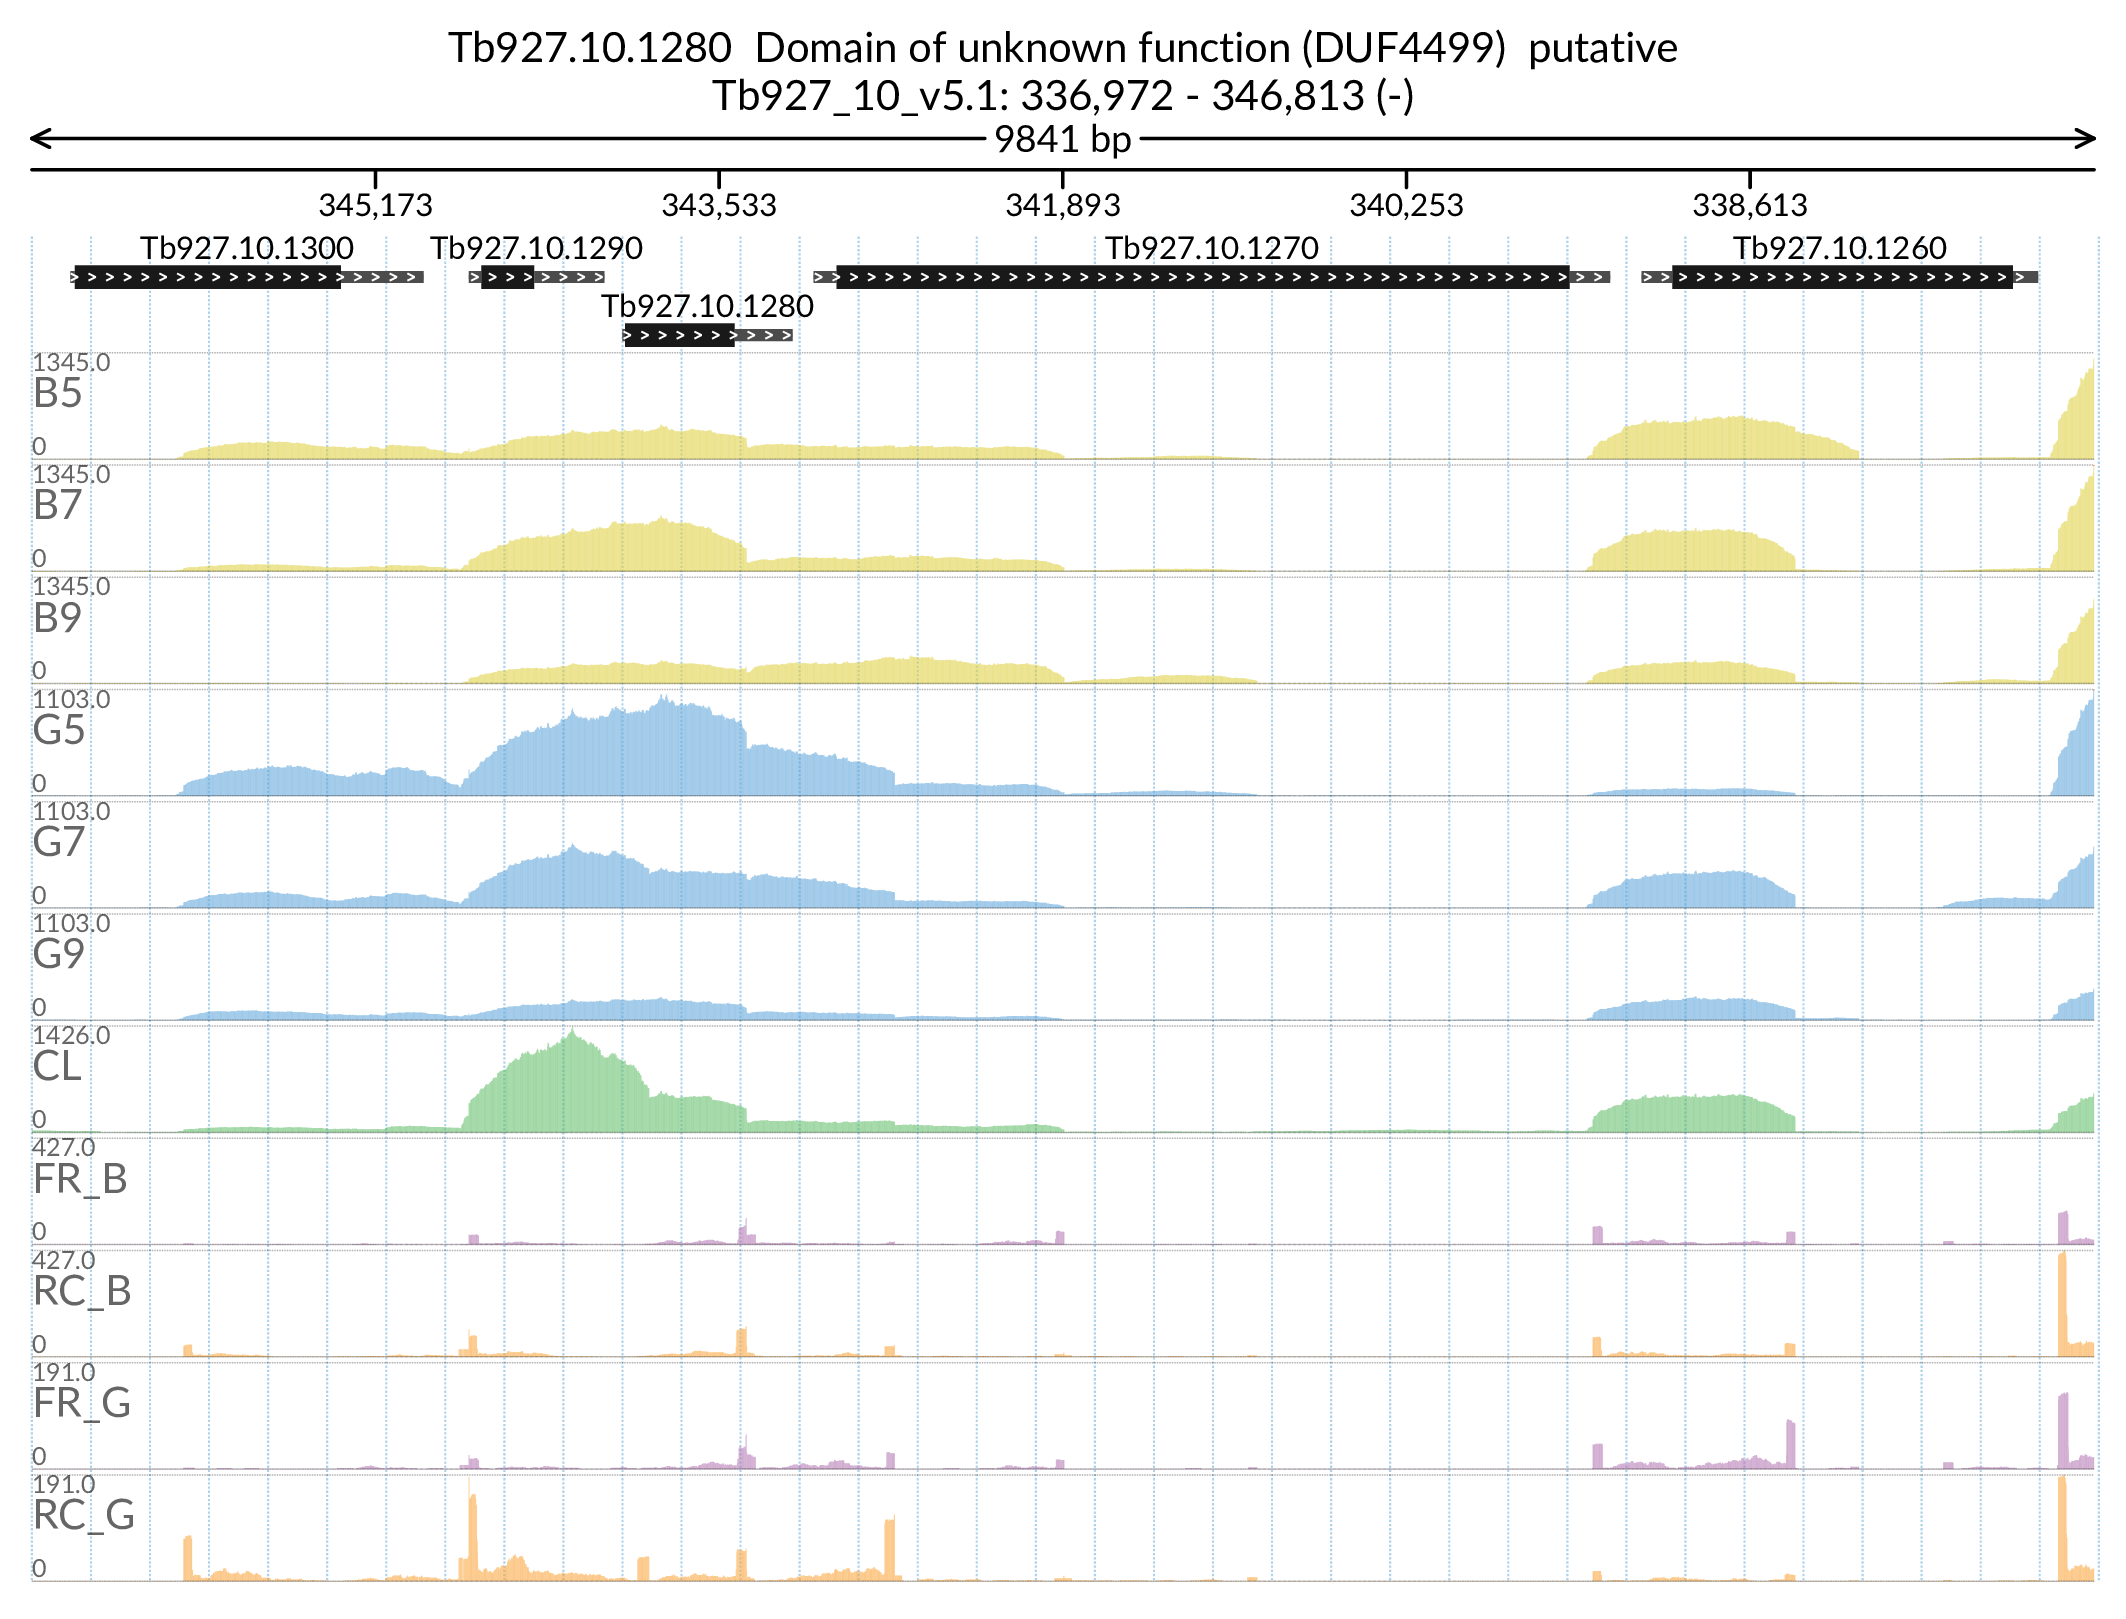 Tb927.10.1280  Domain of unknown function (DUF4499)  putative
Tb927_10_v5.1: 336,972 - 346,813 (-)
9841 bp
345,173 343,533 341,893 340,253 338,613
Tb927.10.1300 Tb927.10.1290 Tb927.10.1270 Tb927.10.1260
Tb927.10.1280
1345.0
B5
0
1345.0
B7
0
1345.0
B9
0
1103.0
G5
0
1103.0
G7
0
1103.0
G9
0
1426.0
CL
0
427.0
FR_B
0
427.0
RC_B
0
191.0
FR_G
0
191.0
RC_G
0